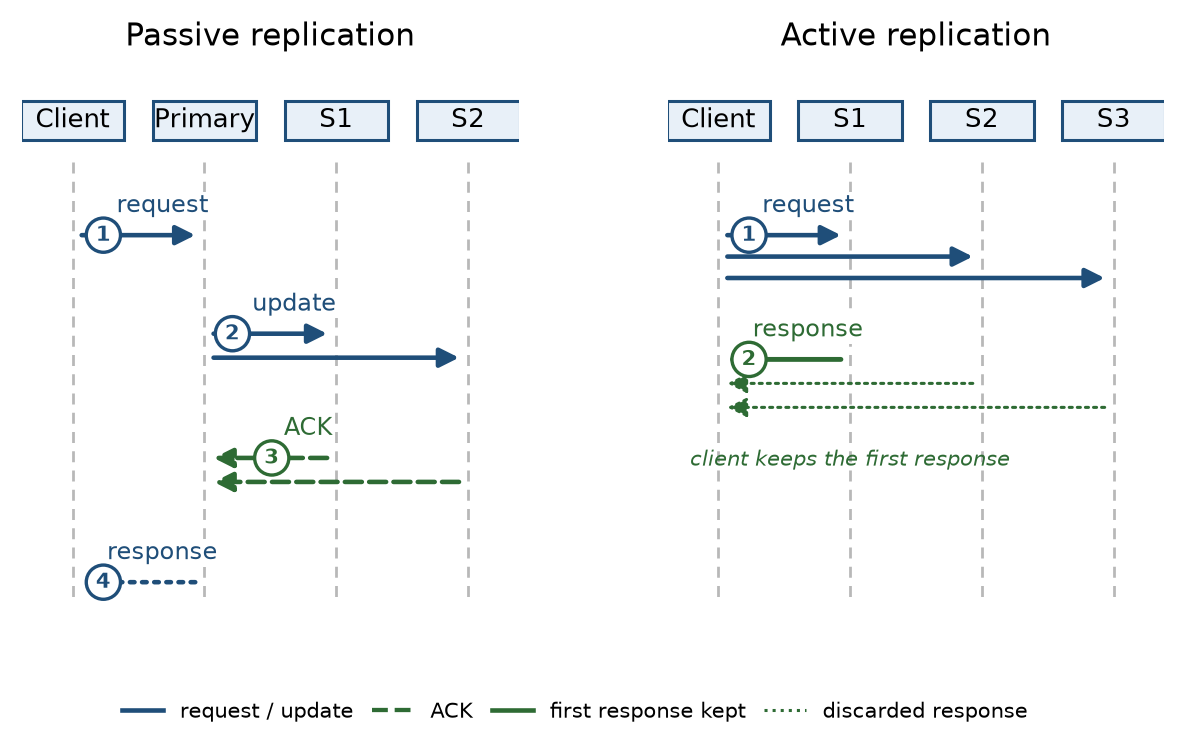 Passive replication
Client
Primary
S1
S2
request
1
update
2
ACK
3
response
4
Active replication
Client
S1
S2
S3
request
1
response
2
client keeps the first response
request / update
ACK
first response kept
discarded response